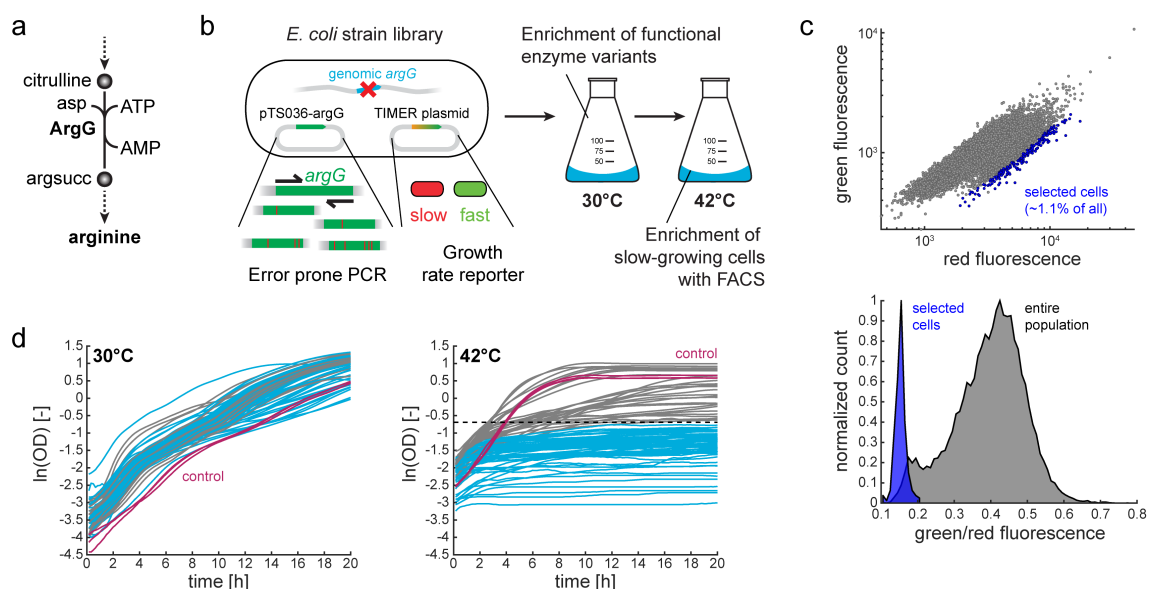 a
citrulline
asp
ATP
ArgG
AMP
argsucc
arginine
b
E. coli strain library
genomic argG
pTS036-argG
TIMER plasmid
argG
slow
fast
Error prone PCR
Growth
rate reporter
Enrichment of functional
enzyme variants
100
75
50
100
75
50
30°C
42°C
Enrichment of
slow-growing cells
with FACS
c
green fluorescence
10⁴
10³
selected cells
(~1.1% of all)
10³
10⁴
red fluorescence
normalized count
1
0.9
0.8
0.7
0.6
0.5
0.4
0.3
0.2
0.1
0
selected
cells
entire
population
0.1
0.2
0.3
0.4
0.5
0.6
0.7
0.8
green/red fluorescence
d
30°C
ln(OD) [-]
1.5
1
0.5
0
-0.5
-1
-1.5
-2
-2.5
-3
-3.5
-4
-4.5
control
0
2
4
6
8
10
12
14
16
18
20
time [h]
42°C
ln(OD) [-]
1.5
1
0.5
0
-0.5
-1
-1.5
-2
-2.5
-3
-3.5
-4
-4.5
control
0
2
4
6
8
10
12
14
16
18
20
time [h]